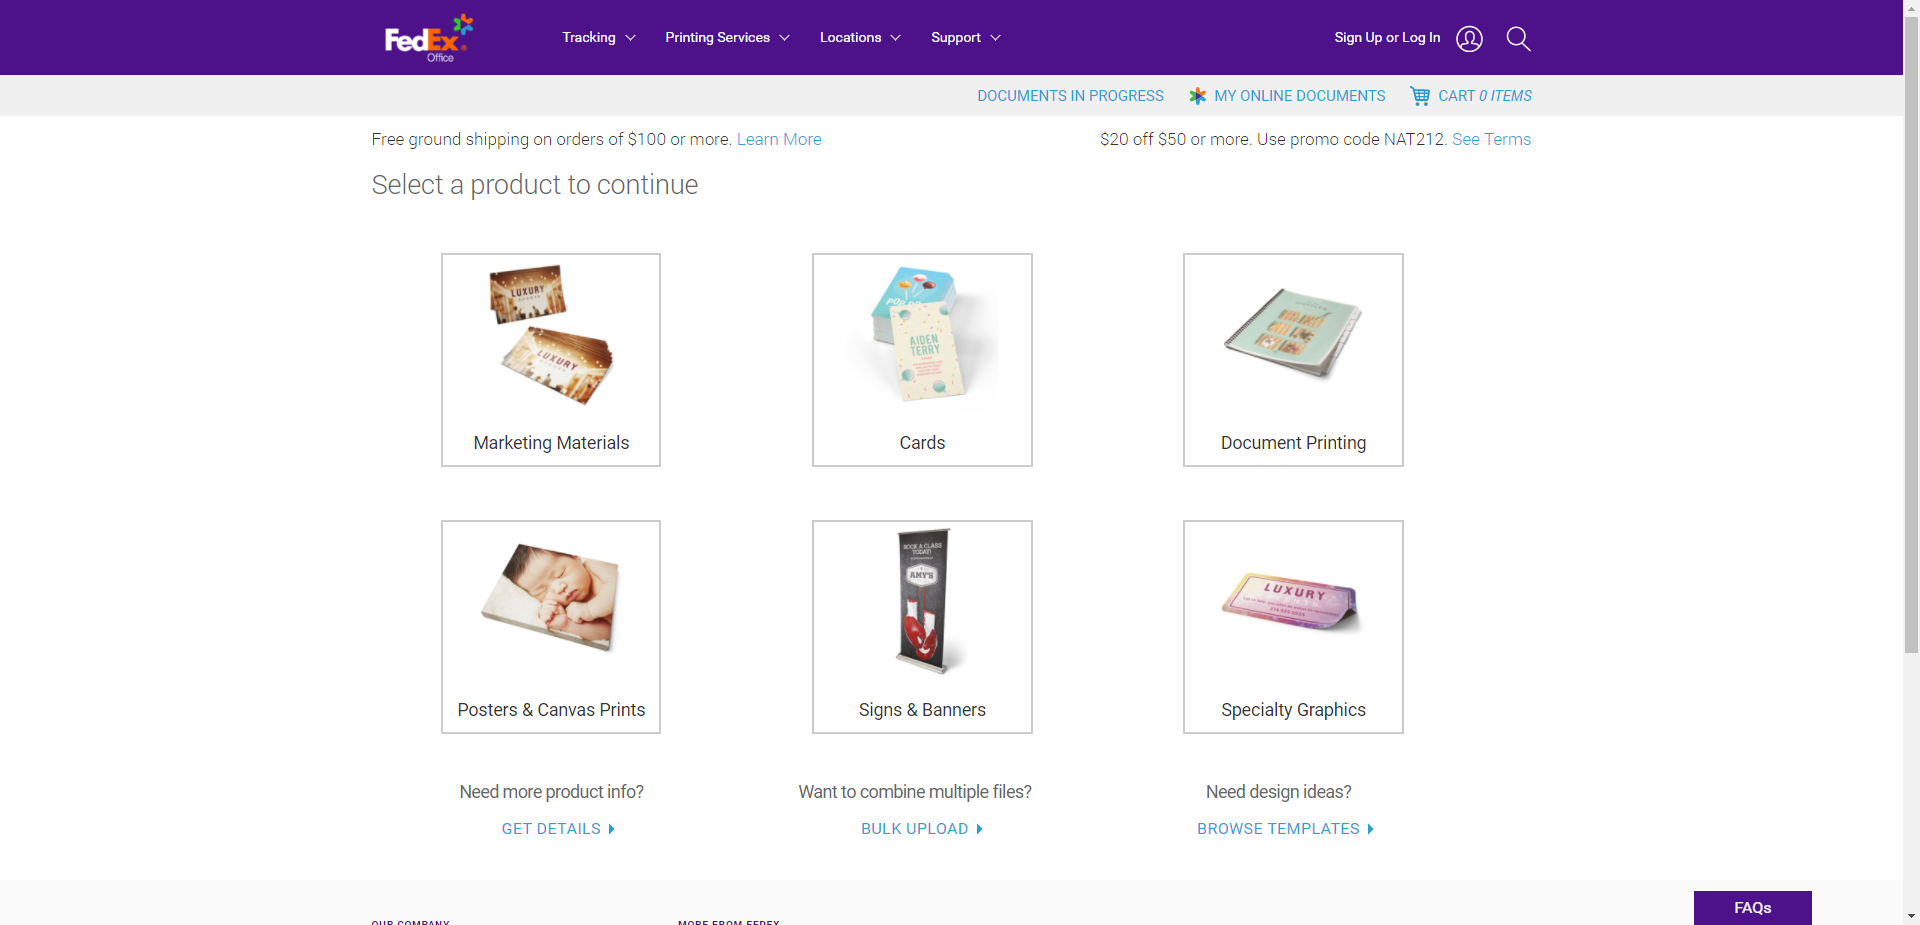 FedEx®
Office
Tracking
Printing Services
Locations
Support
Sign Up or Log In
DOCUMENTS IN PROGRESS
MY ONLINE DOCUMENTS
CART 0 ITEMS
Free ground shipping on orders of $100 or more. Learn More
$20 off $50 or more. Use promo code NAT212. See Terms
Select a product to continue
LUXURY
LUXURY
Marketing Materials
AIDEN
TERRY
Cards
Document Printing
Posters & Canvas Prints
BOOK A CLASS
TODAY!
AMY'S
Signs & Banners
LUXURY
Specialty Graphics
Need more product info?
GET DETAILS
Want to combine multiple files?
BULK UPLOAD
Need design ideas?
BROWSE TEMPLATES
OUR COMPANY
MORE FROM FEDEX
FAQs